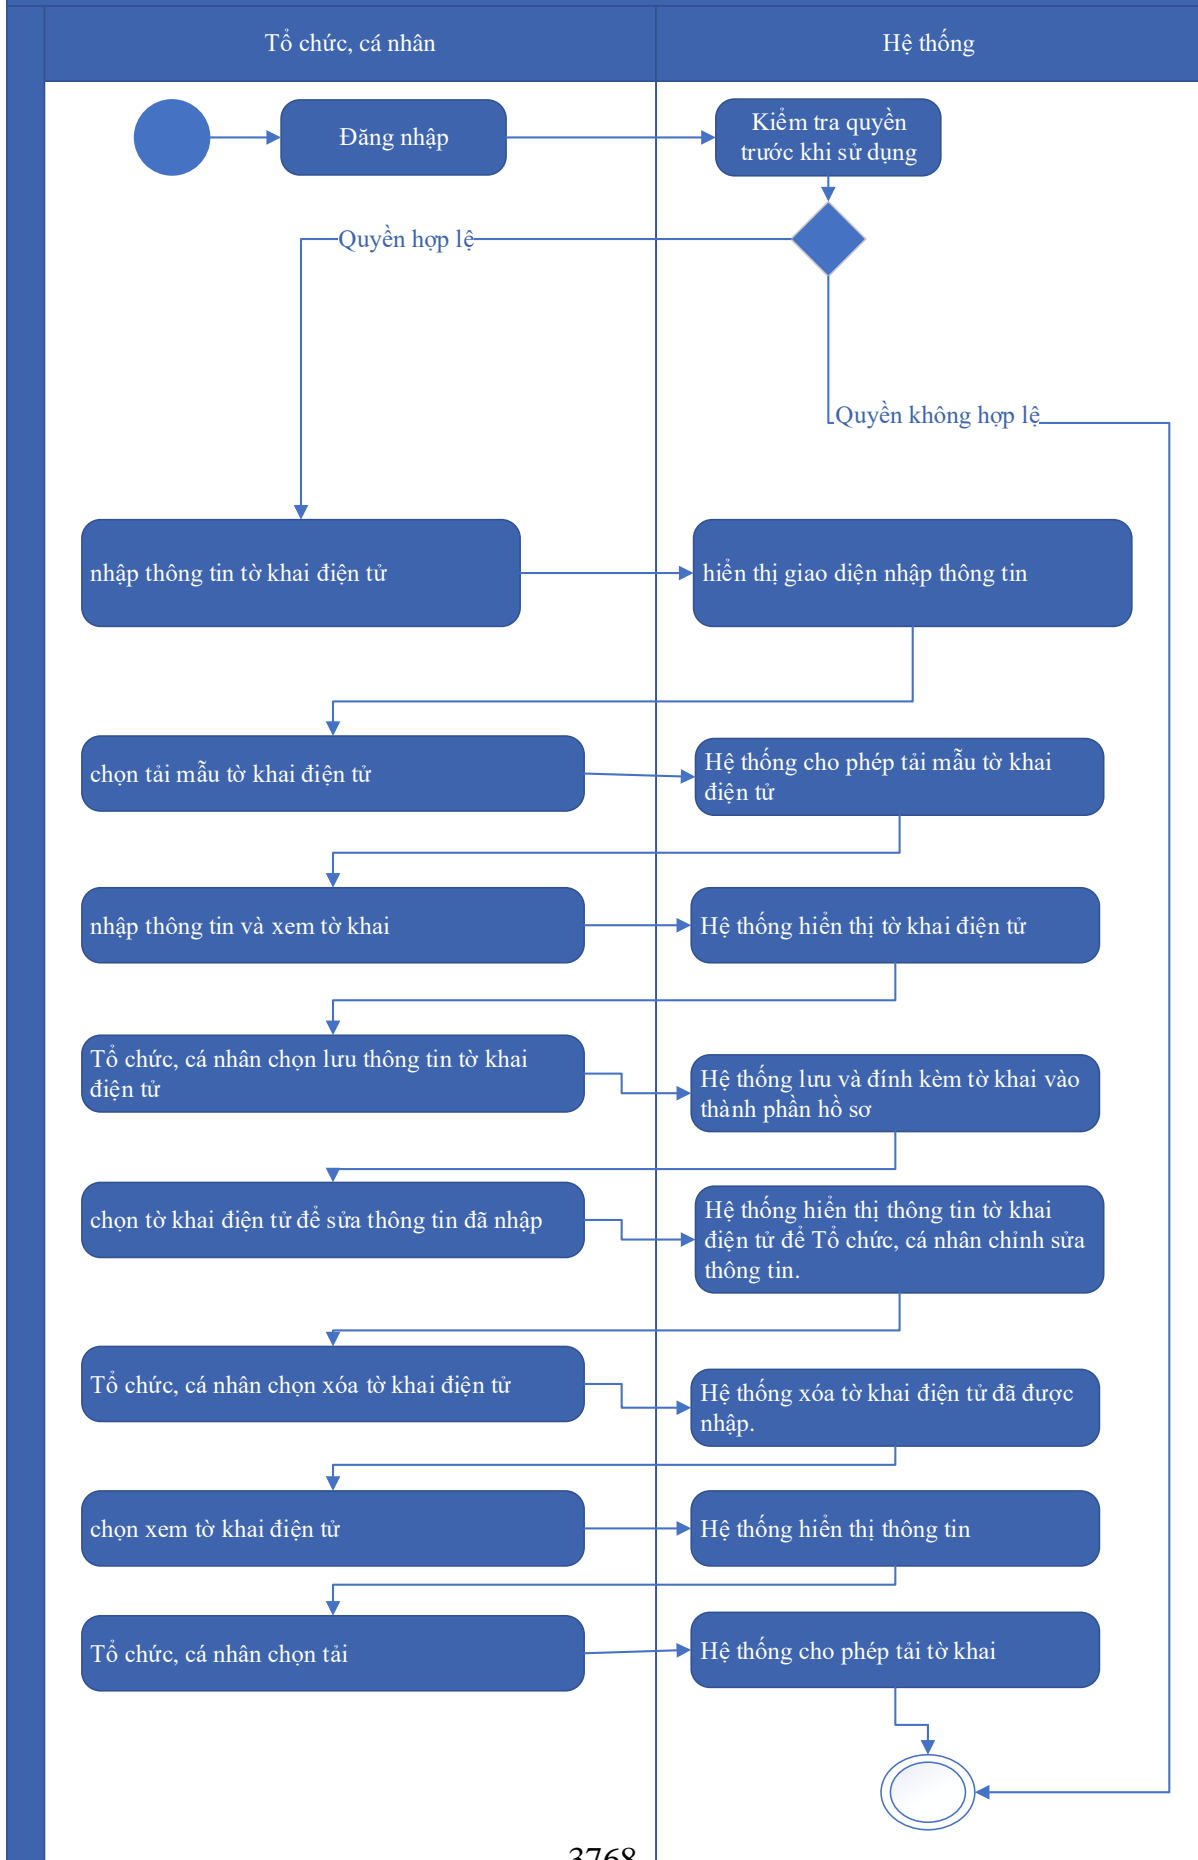 Tổ chức, cá nhân
Hệ thống
Đăng nhập
Kiểm tra quyền
trước khi sử dụng
Quyền hợp lệ
Quyền không hợp lệ
nhập thông tin tờ khai điện tử
hiển thị giao diện nhập thông tin
chọn tải mẫu tờ khai điện tử
Hệ thống cho phép tải mẫu tờ khai
điện tử
nhập thông tin và xem tờ khai
Hệ thống hiển thị tờ khai điện tử
Tổ chức, cá nhân chọn lưu thông tin tờ khai
điện tử
Hệ thống lưu và đính kèm tờ khai vào
thành phần hồ sơ
chọn tờ khai điện tử để sửa thông tin đã nhập
Hệ thống hiển thị thông tin tờ khai
điện tử để Tổ chức, cá nhân chỉnh sửa
thông tin.
Tổ chức, cá nhân chọn xóa tờ khai điện tử
Hệ thống xóa tờ khai điện tử đã được
nhập.
chọn xem tờ khai điện tử
Hệ thống hiển thị thông tin
Tổ chức, cá nhân chọn tải
Hệ thống cho phép tải tờ khai
3768